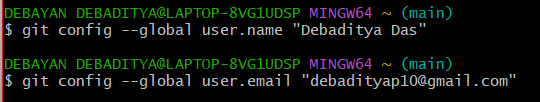 DEBAYAN DEBADITYA@LAPTOP-8VG1UDSP MINGW64 ~ (main)
$ git config --global user.name "Debaditya Das"
DEBAYAN DEBADITYA@LAPTOP-8VG1UDSP MINGW64 ~ (main)
$ git config --global user.email "debadityap10@gmail.com"